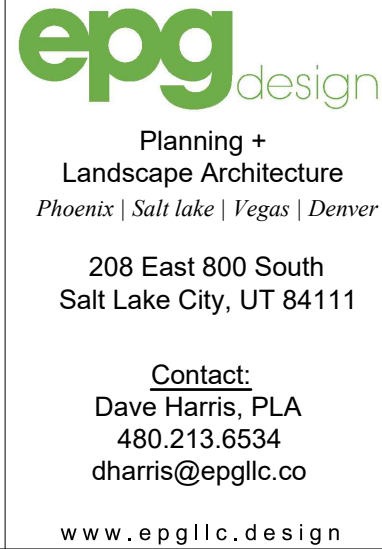 epg design
Planning +
Landscape Architecture
Phoenix | Salt lake | Vegas | Denver
208 East 800 South
Salt Lake City, UT 84111
Contact:
Dave Harris, PLA
480.213.6534
dharris@epgllc.co
www.epgllc.design